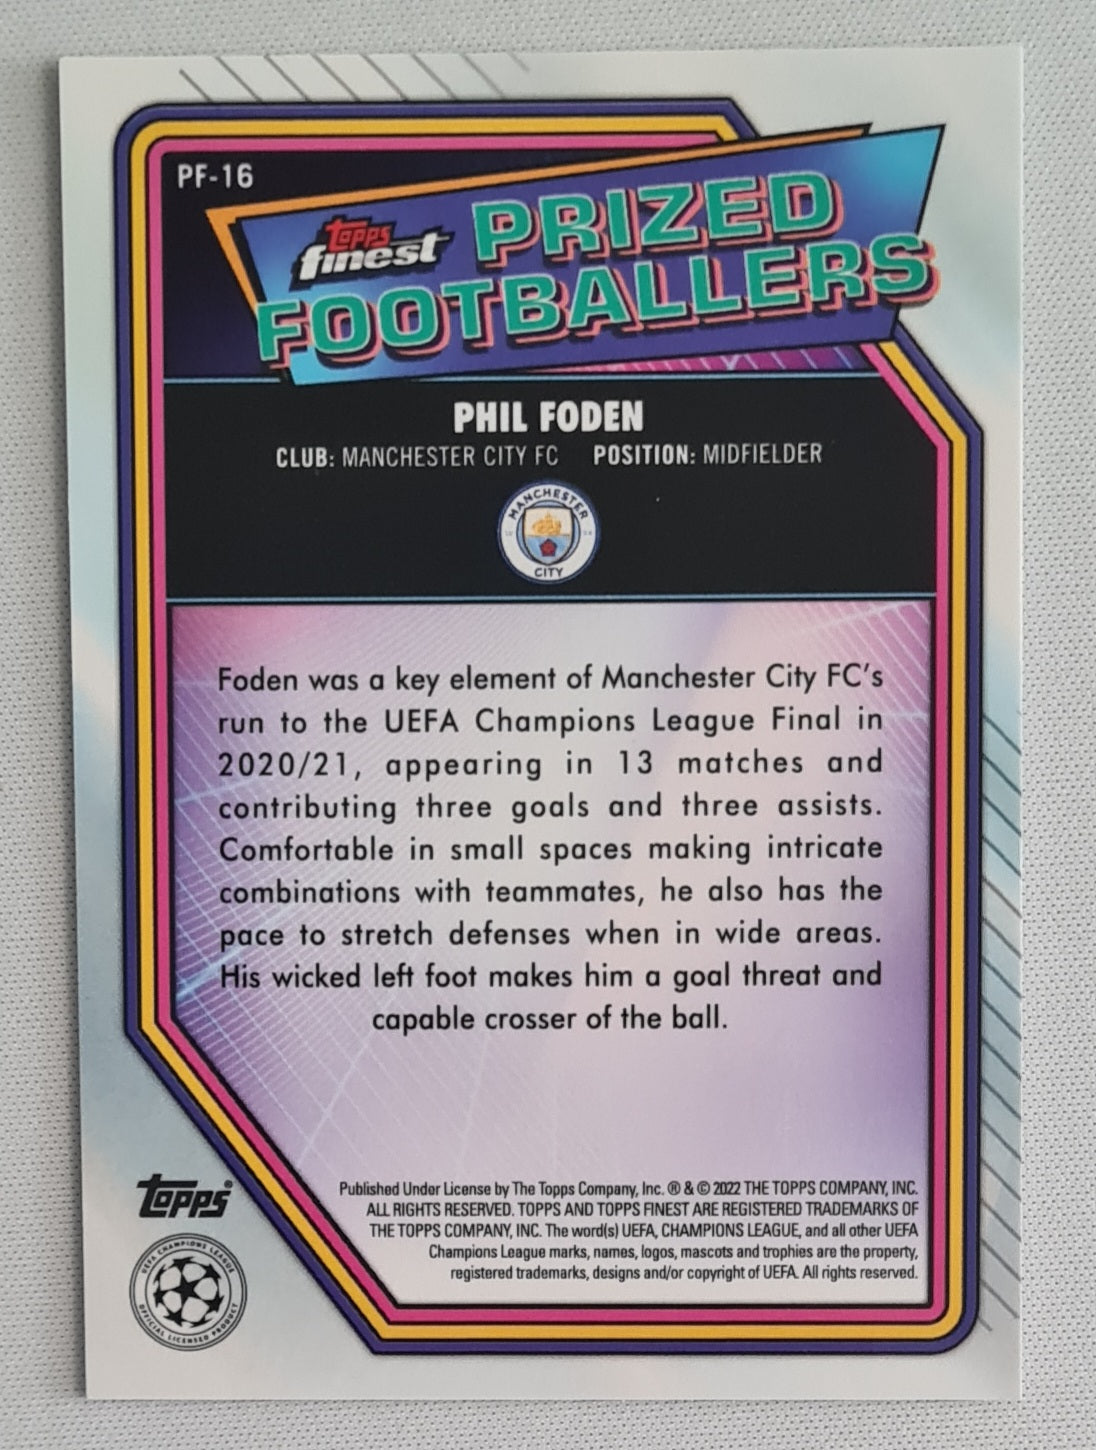 PF-16
Topps
finest
PRIZED
FOOTBALLERS
PHIL FODEN
CLUB: MANCHESTER CITY FC POSITION: MIDFIELDER
MANCHESTER
CITY
Foden was a key element of Manchester City FC's
run to the UEFA Champions League Final in
2020/21, appearing in 13 matches and
contributing three goals and three assists.
Comfortable in small spaces making intricate
combinations with teammates, he also has the
pace to stretch defenses when in wide areas.
His wicked left foot makes him a goal threat and
capable crosser of the ball.
Topps®
UEFA CHAMPIONS LEAGUE
OFFICIAL LICENSED PRODUCT
Published Under License by The Topps Company, Inc. ® & © 2022 THE TOPPS COMPANY, INC.
ALL RIGHTS RESERVED. TOPPS AND TOPPS FINEST ARE REGISTERED TRADEMARKS OF
THE TOPPS COMPANY, INC. The word(s) UEFA, CHAMPIONS LEAGUE, and all other UEFA
Champions League marks, names, logos, mascots and trophies are the property,
registered trademarks, designs and/or copyright of UEFA. All rights reserved.